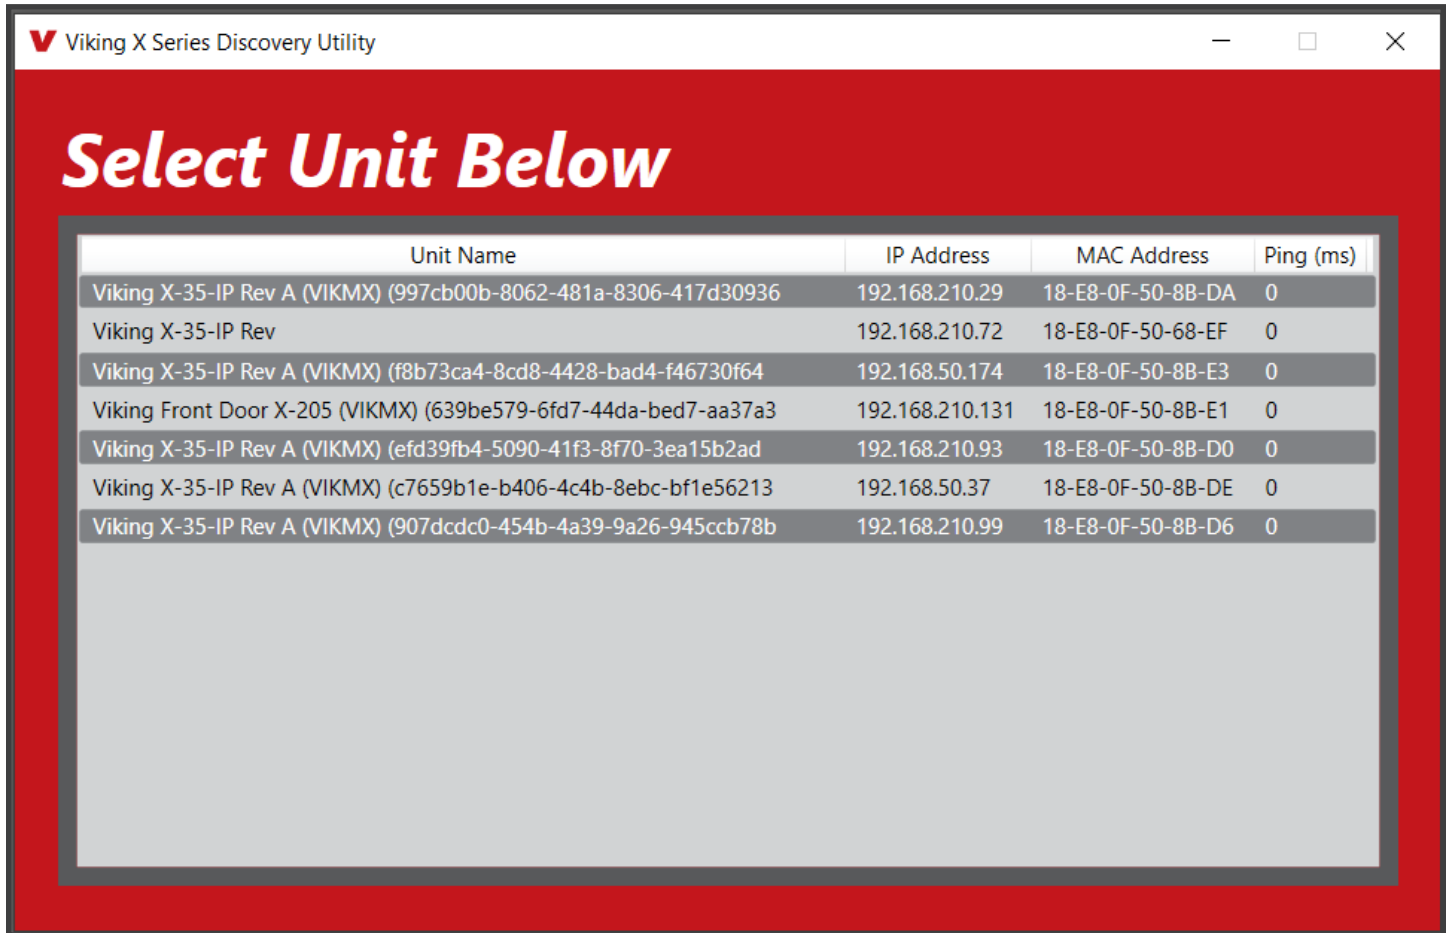 Viking X Series Discovery Utility
Select Unit Below
Unit Name IP Address MAC Address Ping (ms)
Viking X-35-IP Rev A (VIKMX) (997cb00b-8062-481a-8306-417d30936 192.168.210.29 18-E8-0F-50-8B-DA 0
Viking X-35-IP Rev 192.168.210.72 18-E8-0F-50-68-EF 0
Viking X-35-IP Rev A (VIKMX) (f8b73ca4-8cd8-4428-bad4-f46730f64 192.168.50.174 18-E8-0F-50-8B-E3 0
Viking Front Door X-205 (VIKMX) (639be579-6fd7-44da-bed7-aa37a3 192.168.210.131 18-E8-0F-50-8B-E1 0
Viking X-35-IP Rev A (VIKMX) (efd39fb4-5090-41f3-8f70-3ea15b2ad 192.168.210.93 18-E8-0F-50-8B-D0 0
Viking X-35-IP Rev A (VIKMX) (c7659b1e-b406-4c4b-8ebc-bf1e56213 192.168.50.37 18-E8-0F-50-8B-DE 0
Viking X-35-IP Rev A (VIKMX) (907dcdc0-454b-4a39-9a26-945ccb78b 192.168.210.99 18-E8-0F-50-8B-D6 0